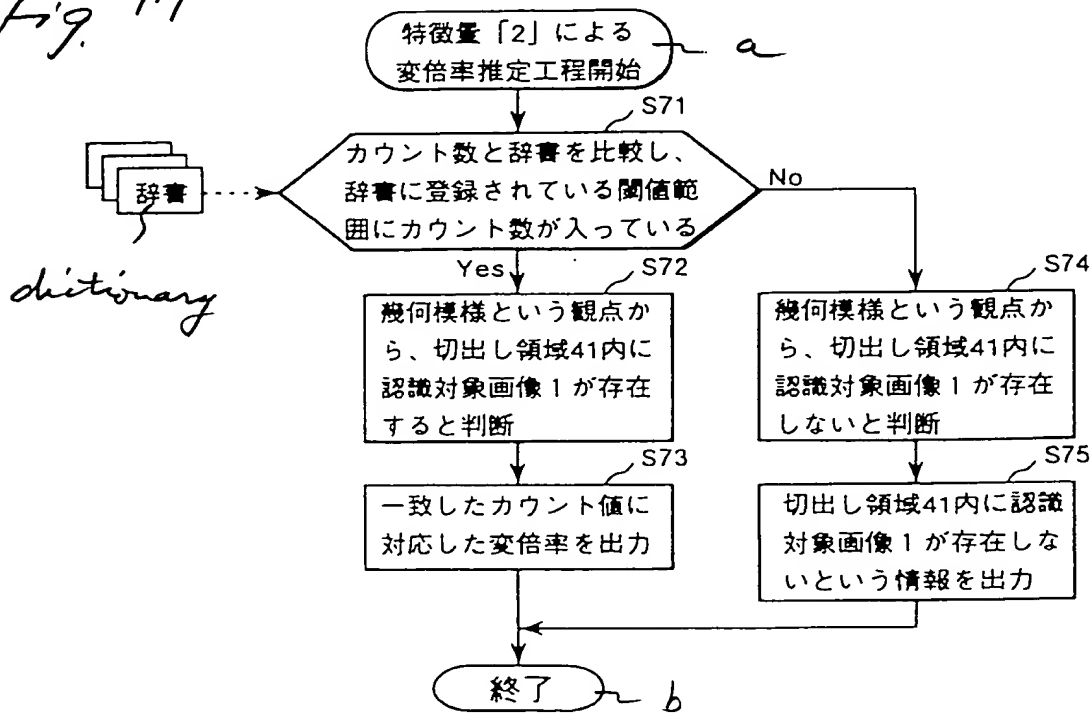 Fig.
特徴量「2」による
変倍率推定工程開始
a
S71
カウント数と辞書を比較し、
辞書に登録されている閾値範
囲にカウント数が入っている
辞書
dictionary
No
Yes
S72
幾何模様という観点か
ら、切出し領域41内に
認識対象画像1が存在
すると判断
S74
幾何模様という観点か
ら、切出し領域41内に
認識対象画像1が存在
しないと判断
S73
一致したカウント値に
対応した変倍率を出力
S75
切出し領域41内に認識
対象画像1が存在しな
いという情報を出力
終了
b